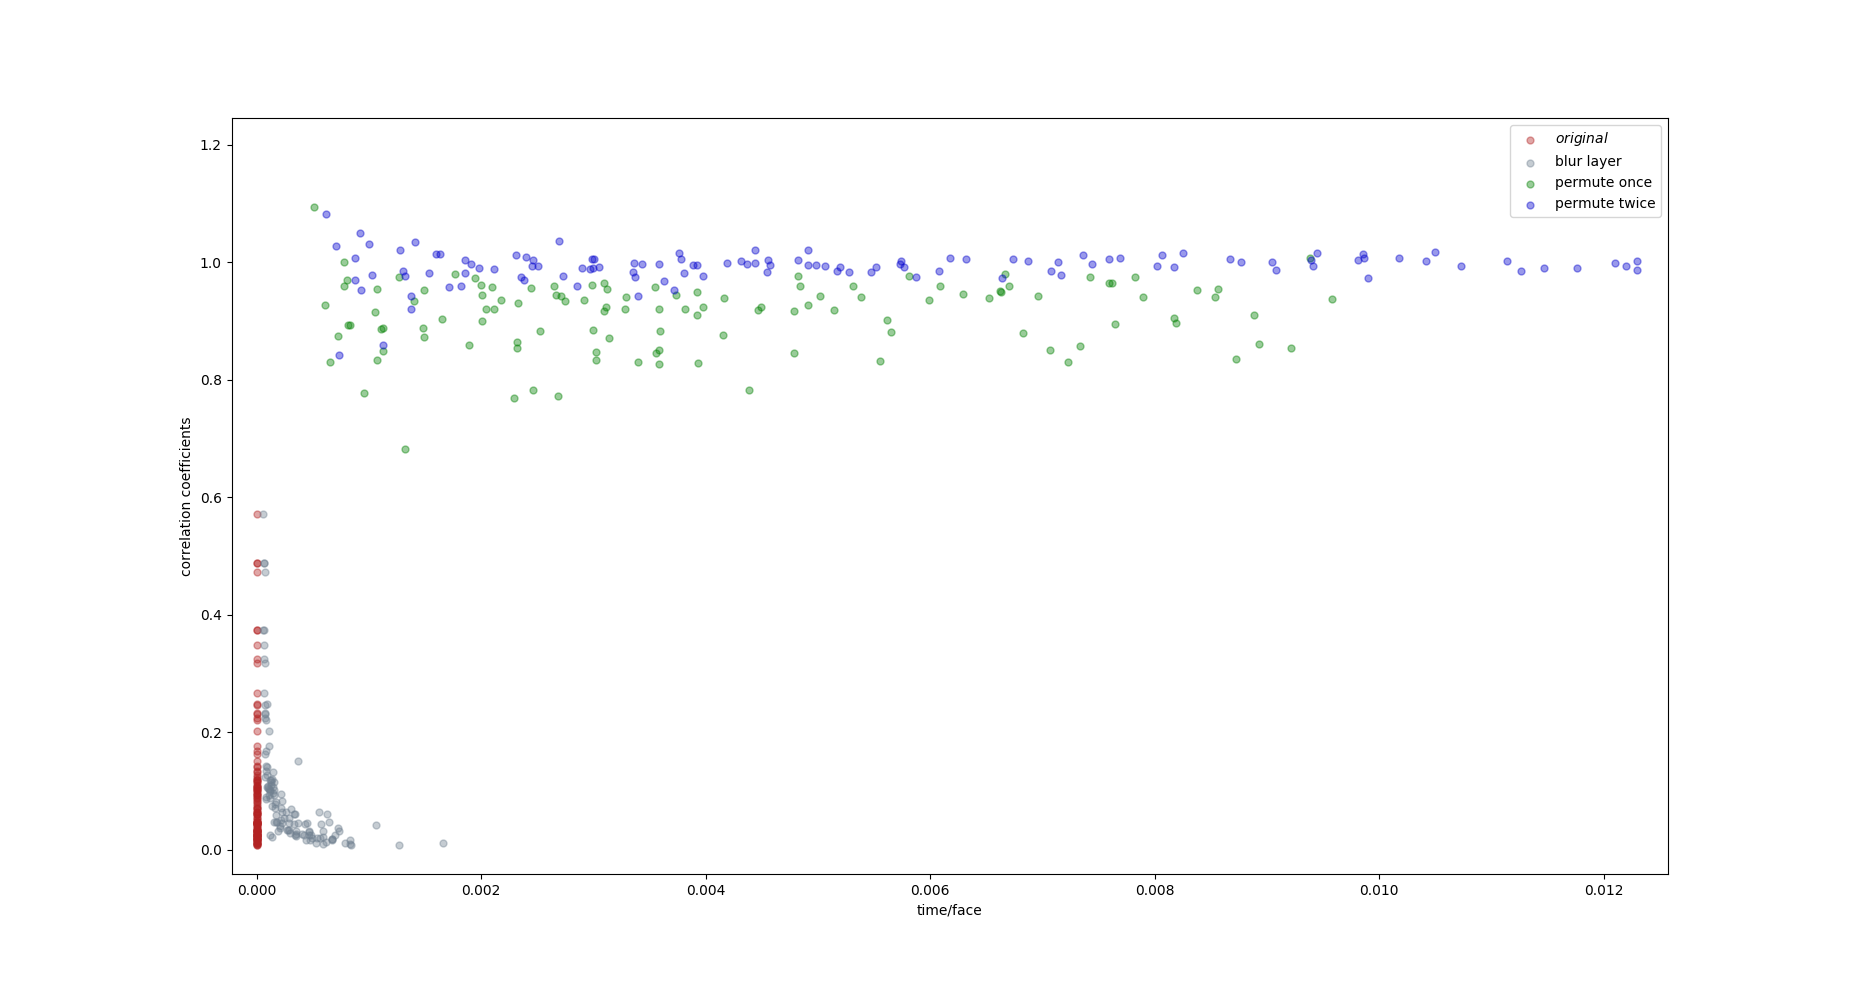 original
blur layer
permute once
permute twice
1.2
1.0
0.8
0.6
0.4
0.2
0.0
correlation coefficients
0.000 0.002 0.004 0.006 0.008 0.010 0.012
time/face